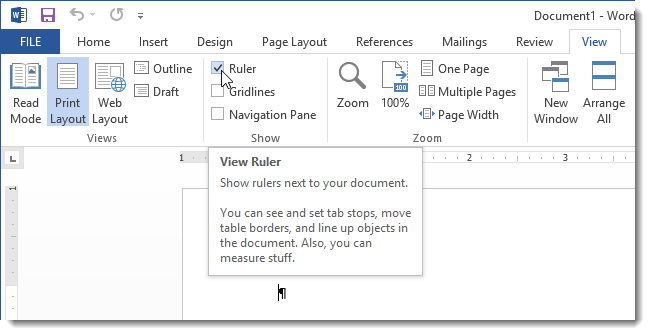 Document1 - Word
FILE Home Insert Design Page Layout References Mailings Review View
Read Mode
Print Layout
Web Layout
Outline
Draft
Views
Ruler
Gridlines
Navigation Pane
Show
Zoom
100
100%
One Page
Multiple Pages
Page Width
Zoom
New Window
Arrange All
L
1 1 2 3
1
View Ruler
Show rulers next to your document.
You can see and set tab stops, move
table borders, and line up objects in
the document. Also, you can
measure stuff.
¶